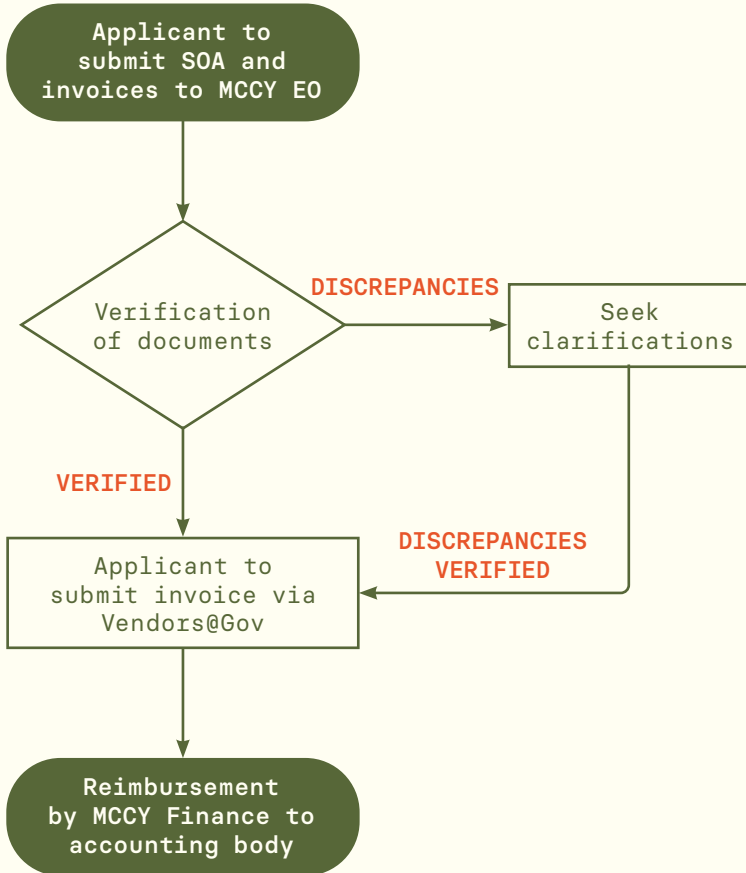 Applicant to
submit SOA and
invoices to MCCY EO
Verification
of documents
DISCREPANCIES
Seek
clarifications
VERIFIED
DISCREPANCIES
VERIFIED
Applicant to
submit invoice via
Vendors@Gov
Reimbursement
by MCCY Finance to
accounting body